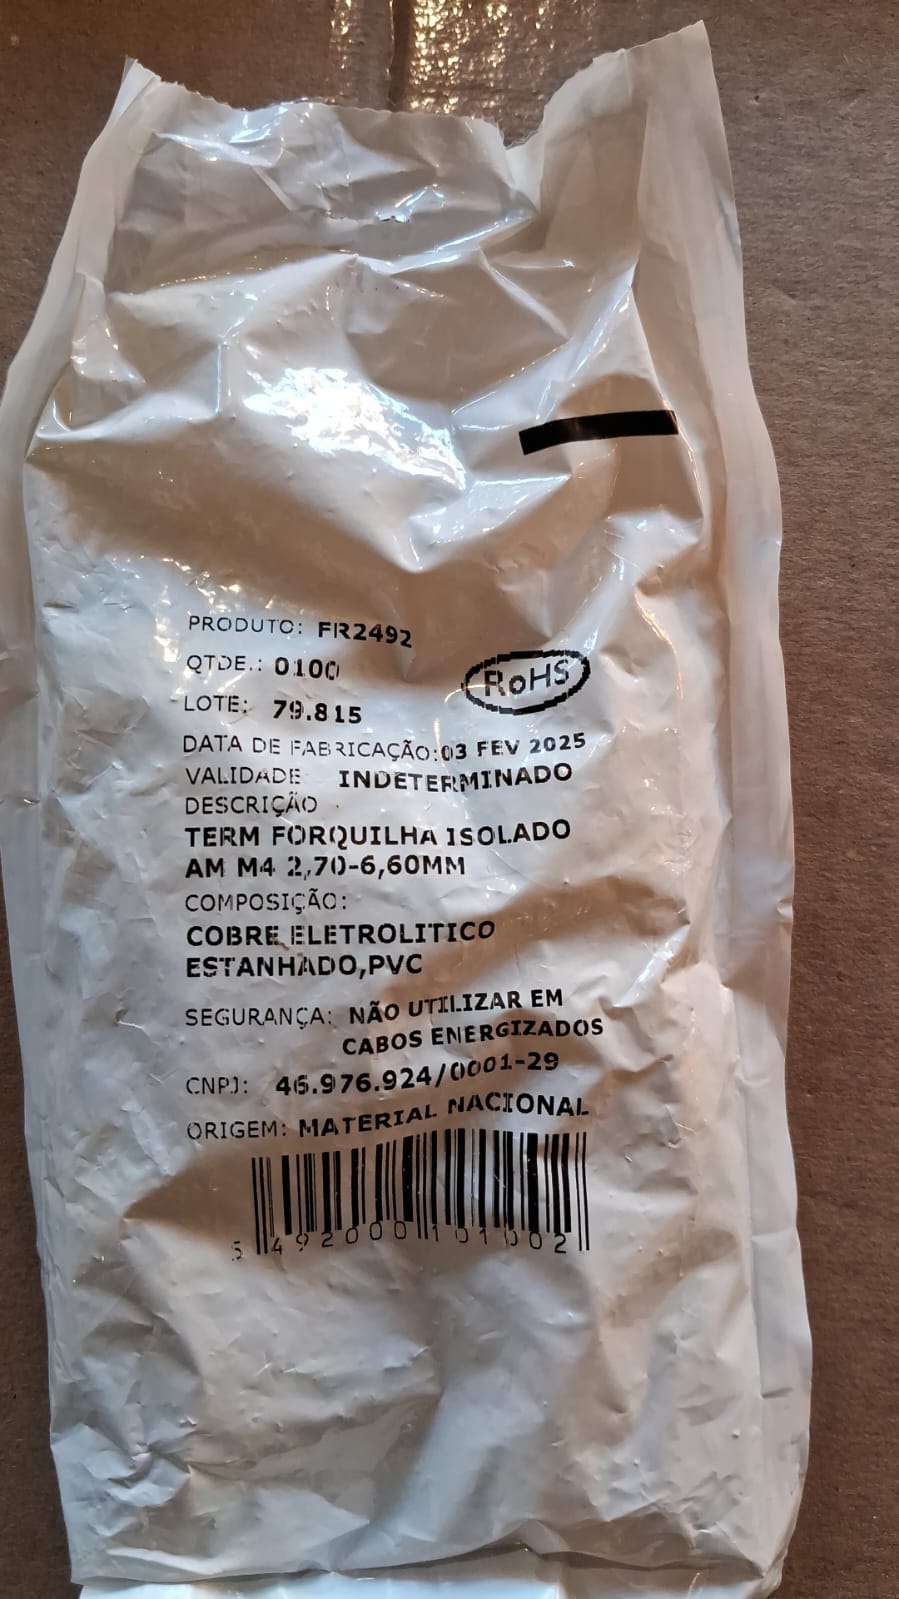 PRODUTO: FIR2492
QTDE.: 0100
RoHS
LOTE: 79.815
DATA DE FABRICAÇÃO:03 FEV 2025
VALIDADE INDETERMINADO
DESCRIÇÃO
TERM FORQUILHA ISOLADO
AM M4 2,70-6,60MM
COMPOSIÇÃO:
COBRE ELETROLITICO
ESTANHADO,PVC
SEGURANÇA: NÃO UTILIZAR EM
CABOS ENERGIZADOS
CNPJ: 46.976.924/0001-29
ORIGEM: MATERIAL NACIONAL
5 492000 101002